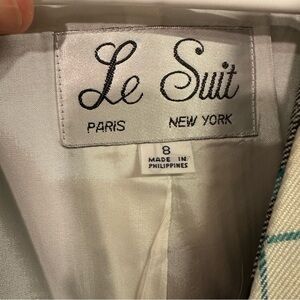 Le Suit
PARIS NEW YORK
8
MADE IN
PHILIPPINES